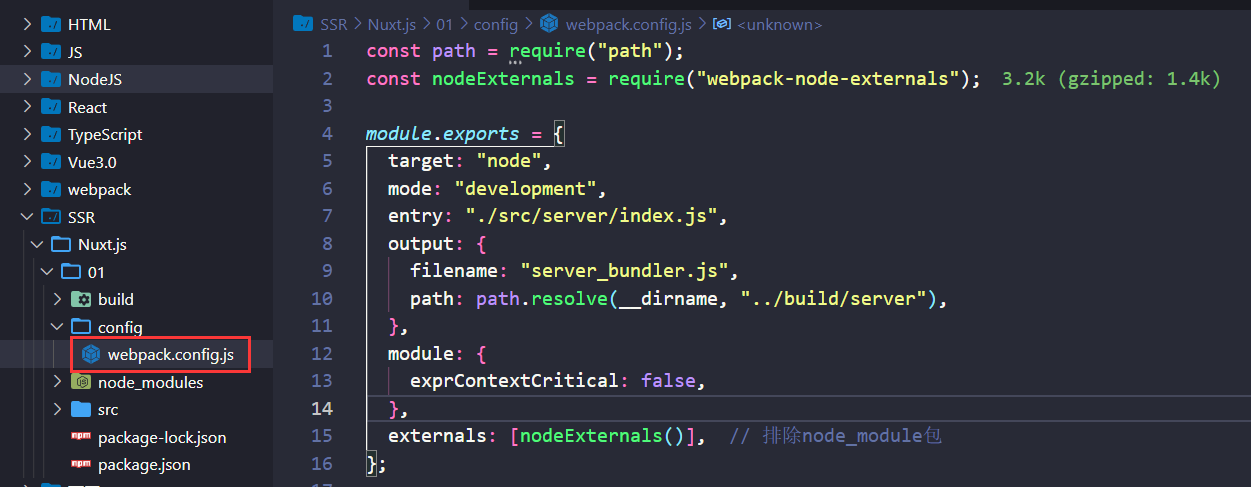 HTML
JS
NodeJS
React
TypeScript
Vue3.0
webpack
SSR
Nuxt.js
01
build
config
webpack.config.js
node_modules
src
package-lock.json
package.json
SSR > Nuxt.js > 01 > config > webpack.config.js > <unknown>
1 const path = require("path");
2 const nodeExternals = require("webpack-node-externals"); 3.2k (gzipped: 1.4k)
3
4 module.exports = {
5 target: "node",
6 mode: "development",
7 entry: "./src/server/index.js",
8 output: {
9 filename: "server_bundler.js",
10 path: path.resolve(__dirname, "../build/server"),
11 },
12 module: {
13 exprContextCritical: false,
14 },
15 externals: [nodeExternals()], // 排除node_module包
16 };
17